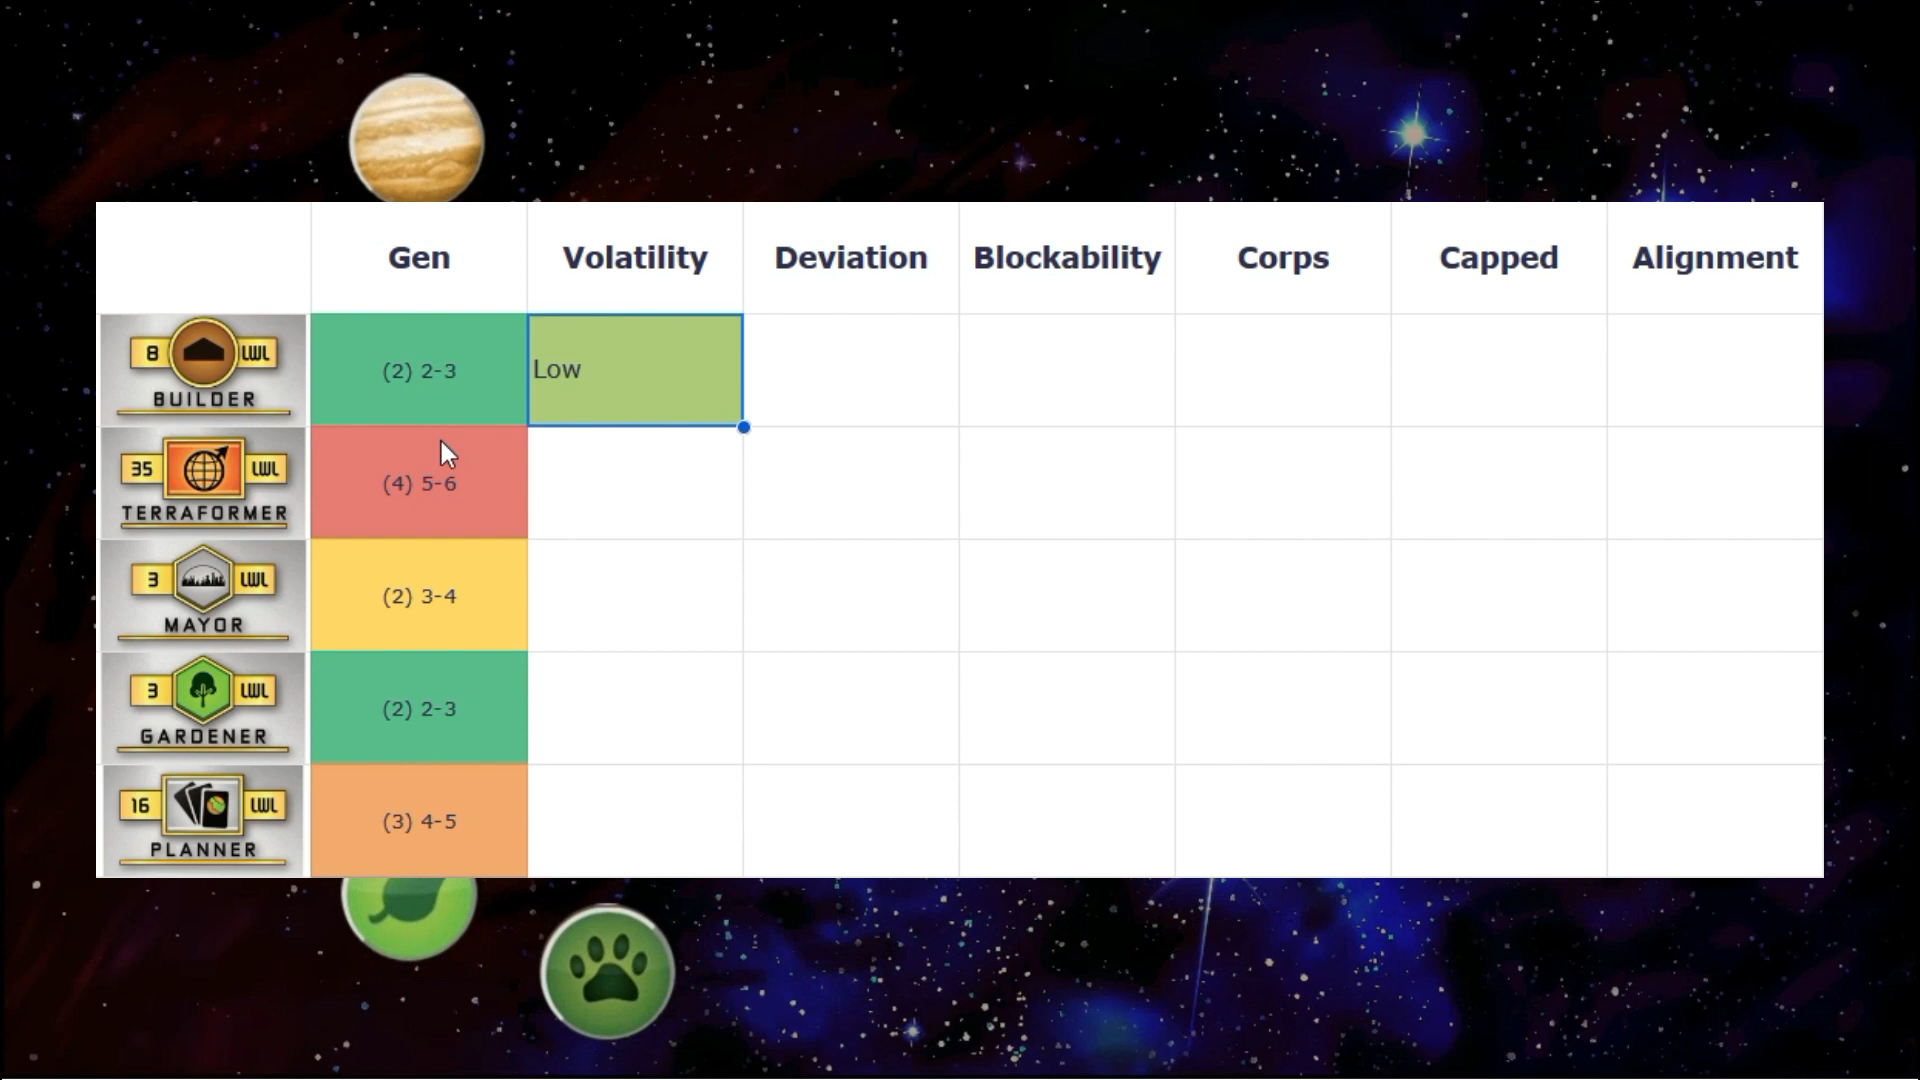 Gen Volatility Deviation Blockability Corps Capped Alignment
8 LWL
BUILDER
(2) 2-3
Low
35 LWL
TERRAFORMER
(4) 5-6
3 LWL
MAYOR
(2) 3-4
3 LWL
GARDENER
(2) 2-3
16 LWL
PLANNER
(3) 4-5